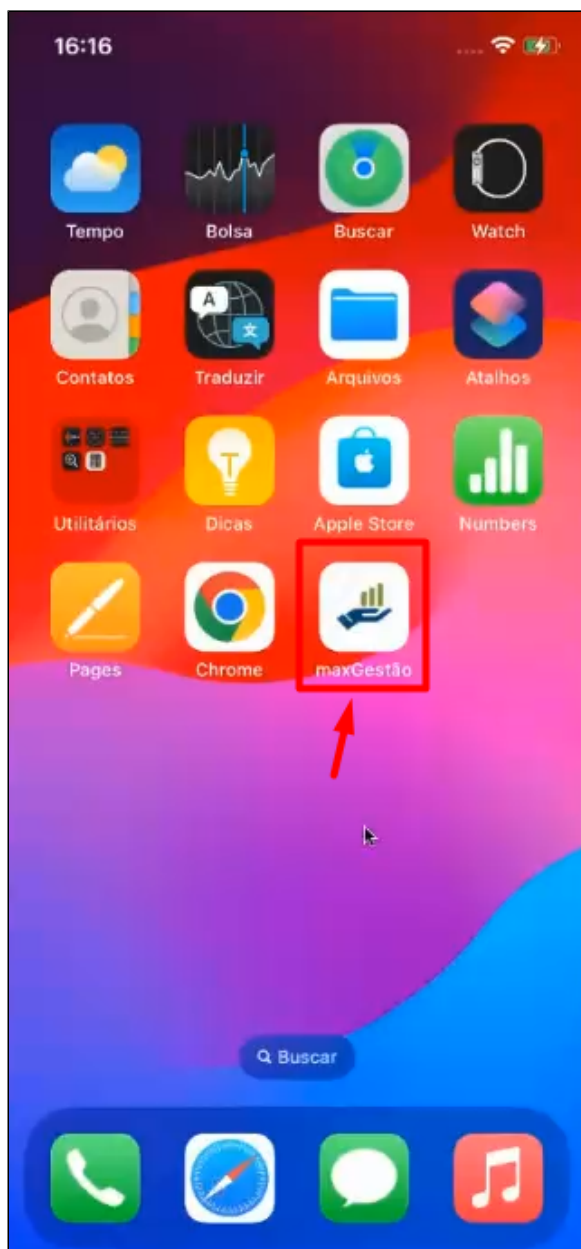 16:16
Tempo
Bolsa
Buscar
Watch
Contatos
Traduzir
Arquivos
Atalhos
Utilitários
Dicas
Apple Store
Numbers
Pages
Chrome
maxGestão
Buscar